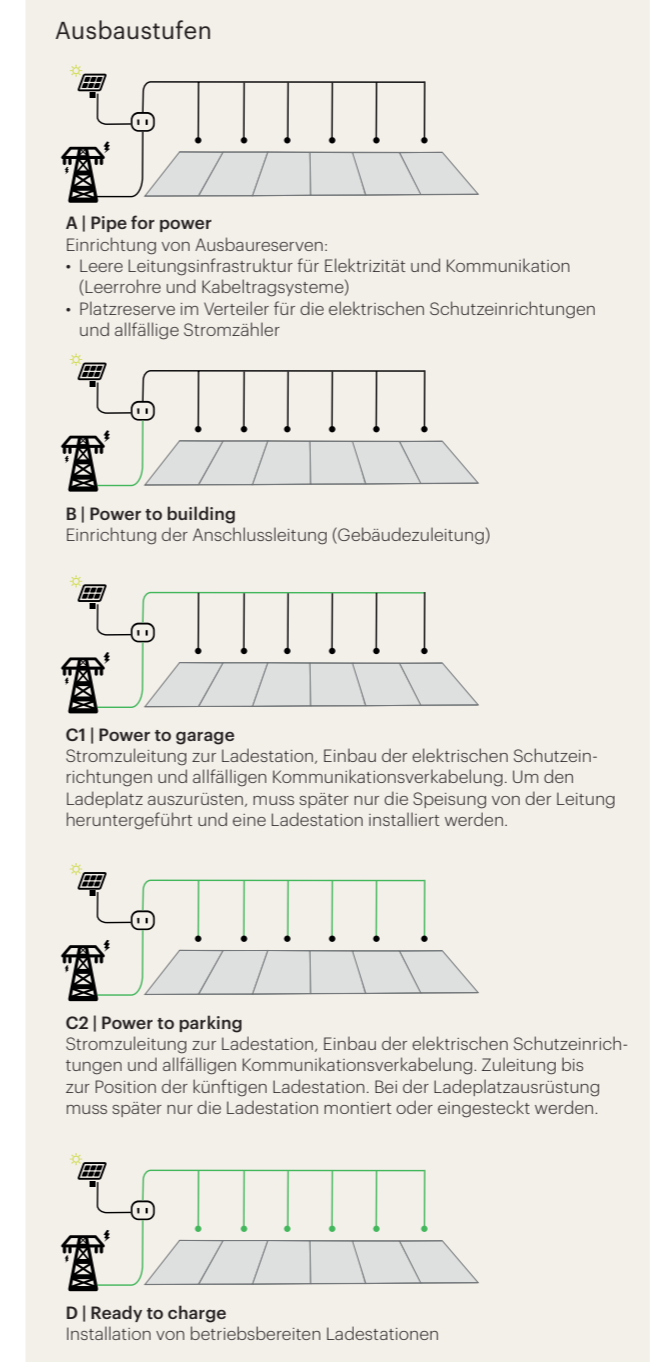 Ausbaustufen
A | Pipe for power
Einrichtung von Ausbaureserven:
• Leere Leitungsinfrastruktur für Elektrizität und Kommunikation
(Leerrohre und Kabeltragsysteme)
• Platzreserve im Verteiler für die elektrischen Schutzeinrichtungen
und allfällige Stromzähler
B | Power to building
Einrichtung der Anschlussleitung (Gebäudezuleitung)
C1 | Power to garage
Stromzuleitung zur Ladestation, Einbau der elektrischen Schutzein-
richtungen und allfälligen Kommunikationsverkabelung. Um den
Ladeplatz auszurüsten, muss später nur die Speisung von der Leitung
heruntergeführt und eine Ladestation installiert werden.
C2 | Power to parking
Stromzuleitung zur Ladestation, Einbau der elektrischen Schutzeinrich-
tungen und allfälligen Kommunikationsverkabelung. Zuleitung bis
zur Position der künftigen Ladestation. Bei der Ladeplatzausrüstung
muss später nur die Ladestation montiert oder eingesteckt werden.
D | Ready to charge
Installation von betriebsbereiten Ladestationen